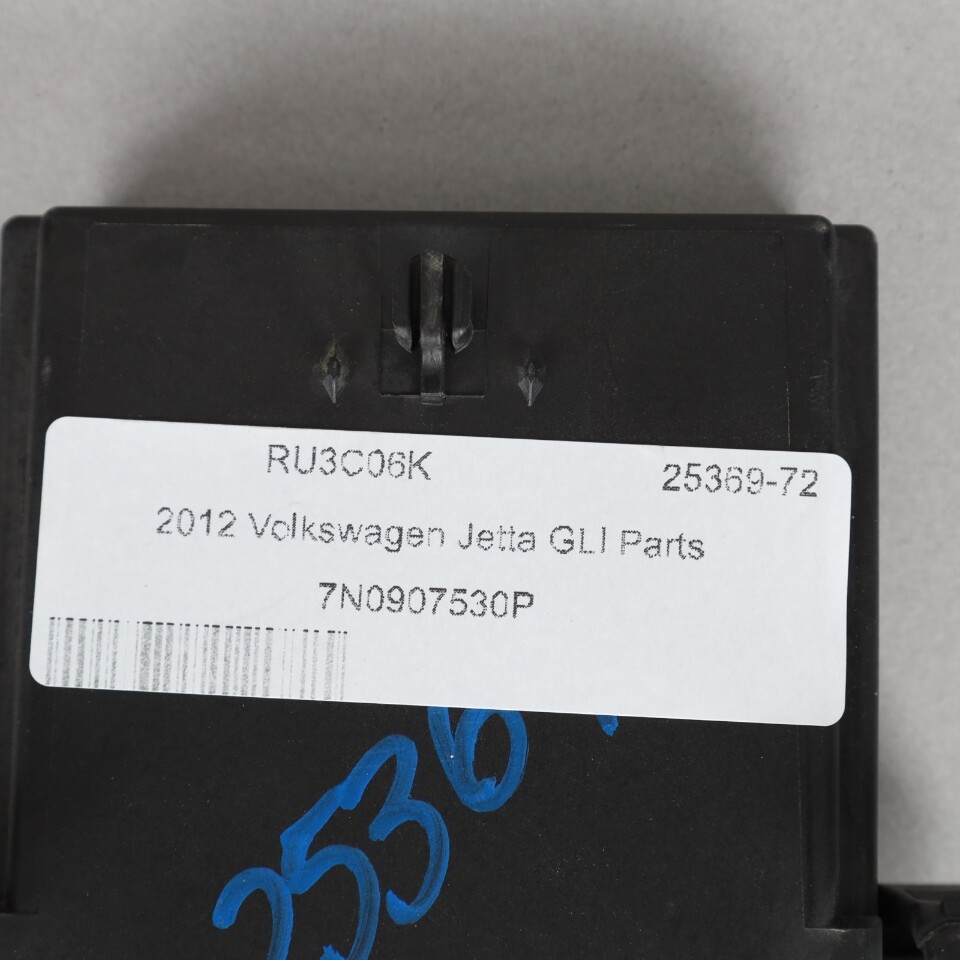 RU3C06K 25369-72
2012 Volkswagen Jetta GLI Parts
7N0907530P
2536